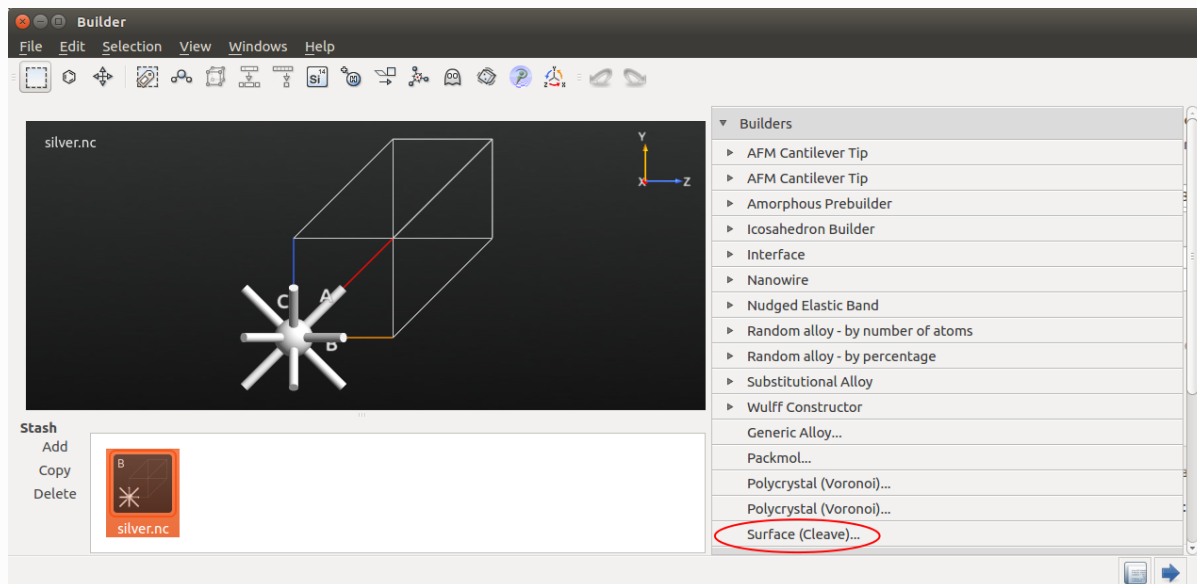 Builder
File Edit Selection View Windows Help
Si 14
silver.nc
Y
X Z
C A
B
Stash
Add
Copy
Delete
B
silver.nc
Builders
AFM Cantilever Tip
AFM Cantilever Tip
Amorphous Prebuilder
Icosahedron Builder
Interface
Nanowire
Nudged Elastic Band
Random alloy - by number of atoms
Random alloy - by percentage
Substitutional Alloy
Wulff Constructor
Generic Alloy...
Packmol...
Polycrystal (Voronoi)...
Polycrystal (Voronoi)...
Surface (Cleave)...